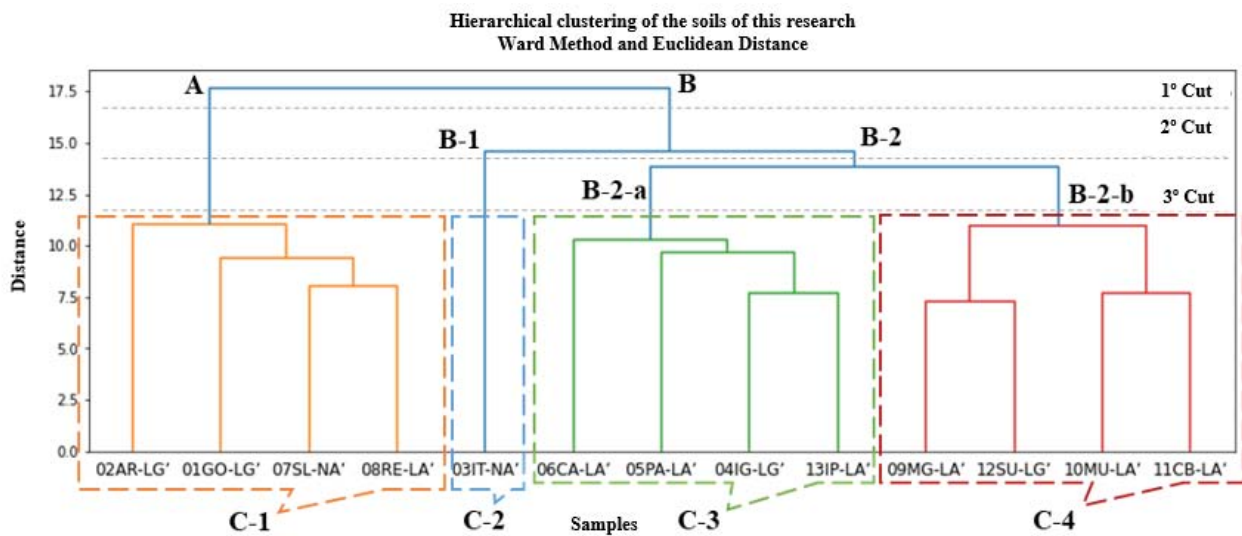 Hierarchical clustering of the soils of this research
Ward Method and Euclidean Distance
A
B
17.5
1º Cut
2º Cut
15.0
B-1
B-2
12.5
B-2-a
B-2-b
3º Cut
10.0
Distance
7.5
5.0
2.5
0.0
02AR-LG’ 01GO-LG’ 07SL-NA’ 08RE-LA’ 03IT-NA’ 06CA-LA’ 05PA-LA’ 04IG-LG’ 13IP-LA’ 09MG-LA’ 12SU-LG’ 10MU-LA’ 11CB-LA’
C-1 C-2 Samples C-3 C-4